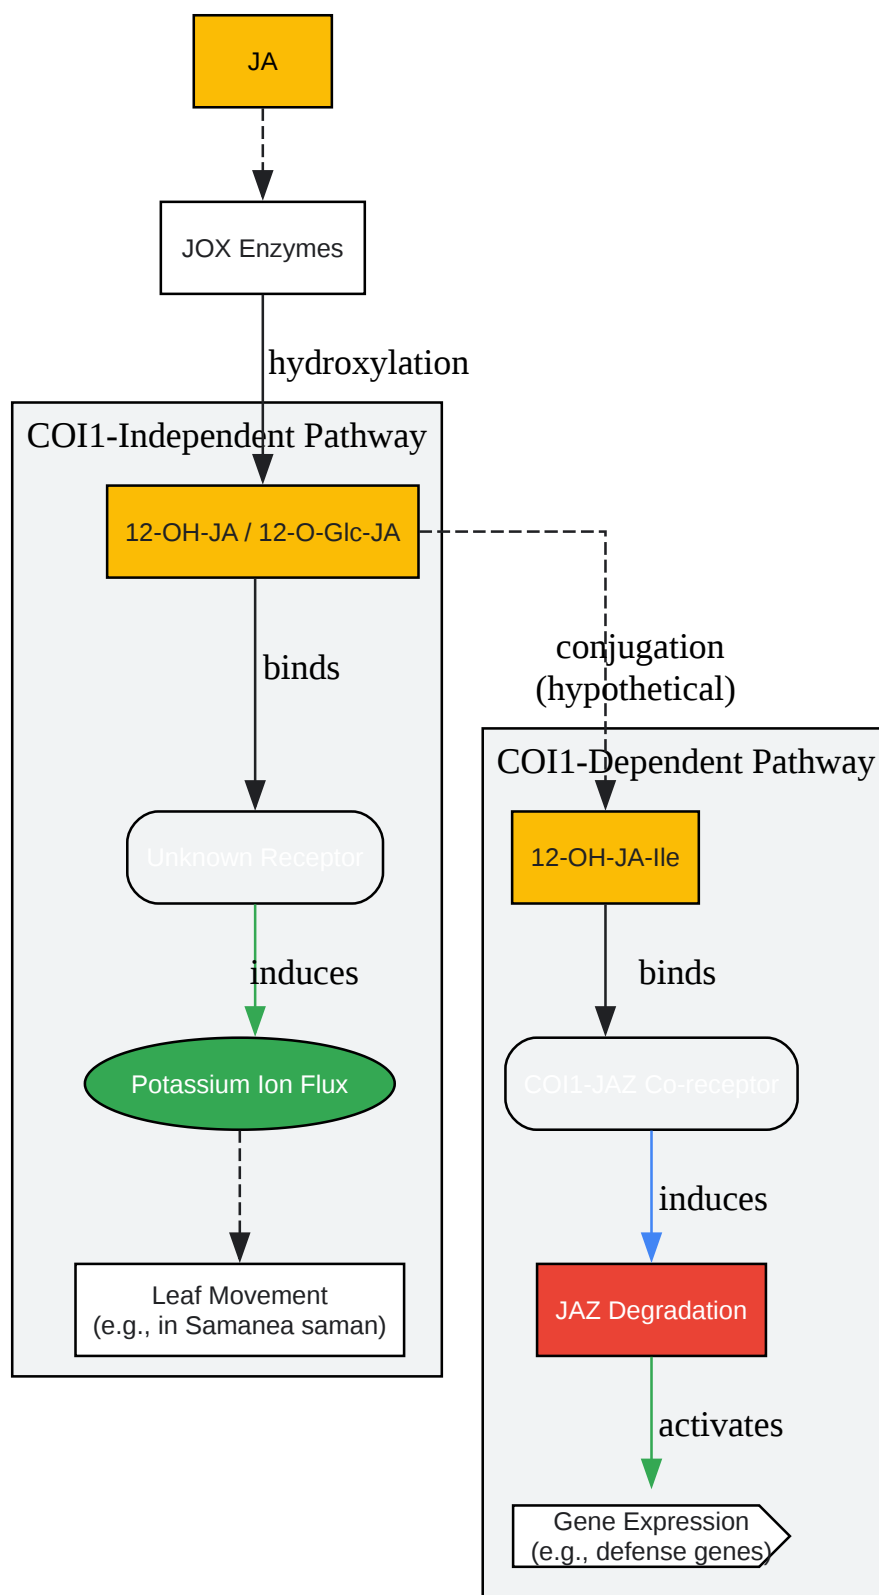 JA
JOX Enzymes
hydroxylation
COI1-Independent Pathway
12-OH-JA / 12-O-Glc-JA
binds
Unknown Receptor
induces
Potassium Ion Flux
Leaf Movement
(e.g., in Samanea saman)
conjugation
(hypothetical)
COI1-Dependent Pathway
12-OH-JA-Ile
binds
COI1-JAZ Co-receptor
induces
JAZ Degradation
activates
Gene Expression
(e.g., defense genes)